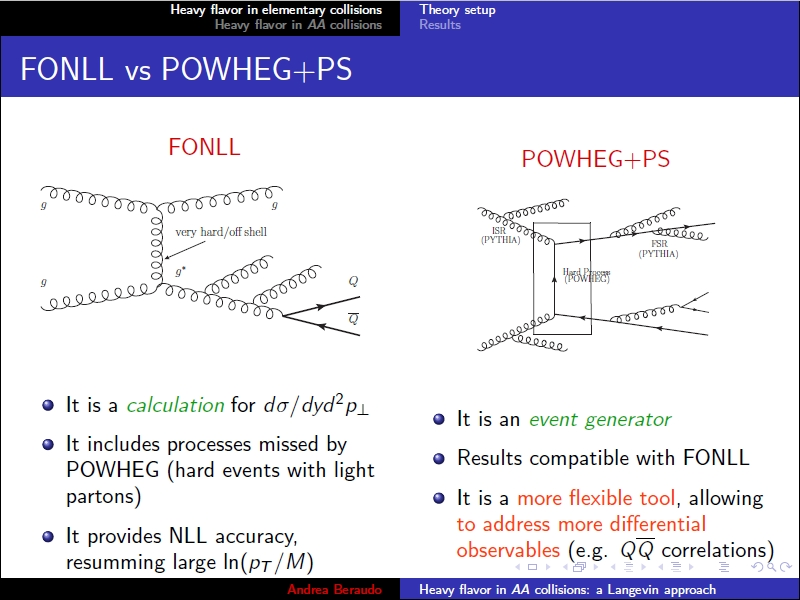 Heavy flavor in elementary collisions
Heavy flavor in AA collisions
Theory setup
Results
FONLL vs POWHEG+PS
FONLL
g
g
very hard/off shell
g*
g
Q
Q̅
It is a calculation for dσ/dyd²p⊥
It includes processes missed by
POWHEG (hard events with light
partons)
It provides NLL accuracy,
resumming large ln(p_T/M)
POWHEG+PS
ISR
(PYTHIA)
FSR
(PYTHIA)
Hard Process
(POWHEG)
It is an event generator
Results compatible with FONLL
It is a more flexible tool, allowing
to address more differential
observables (e.g. QQ̅ correlations)
Andrea Beraudo
Heavy flavor in AA collisions: a Langevin approach